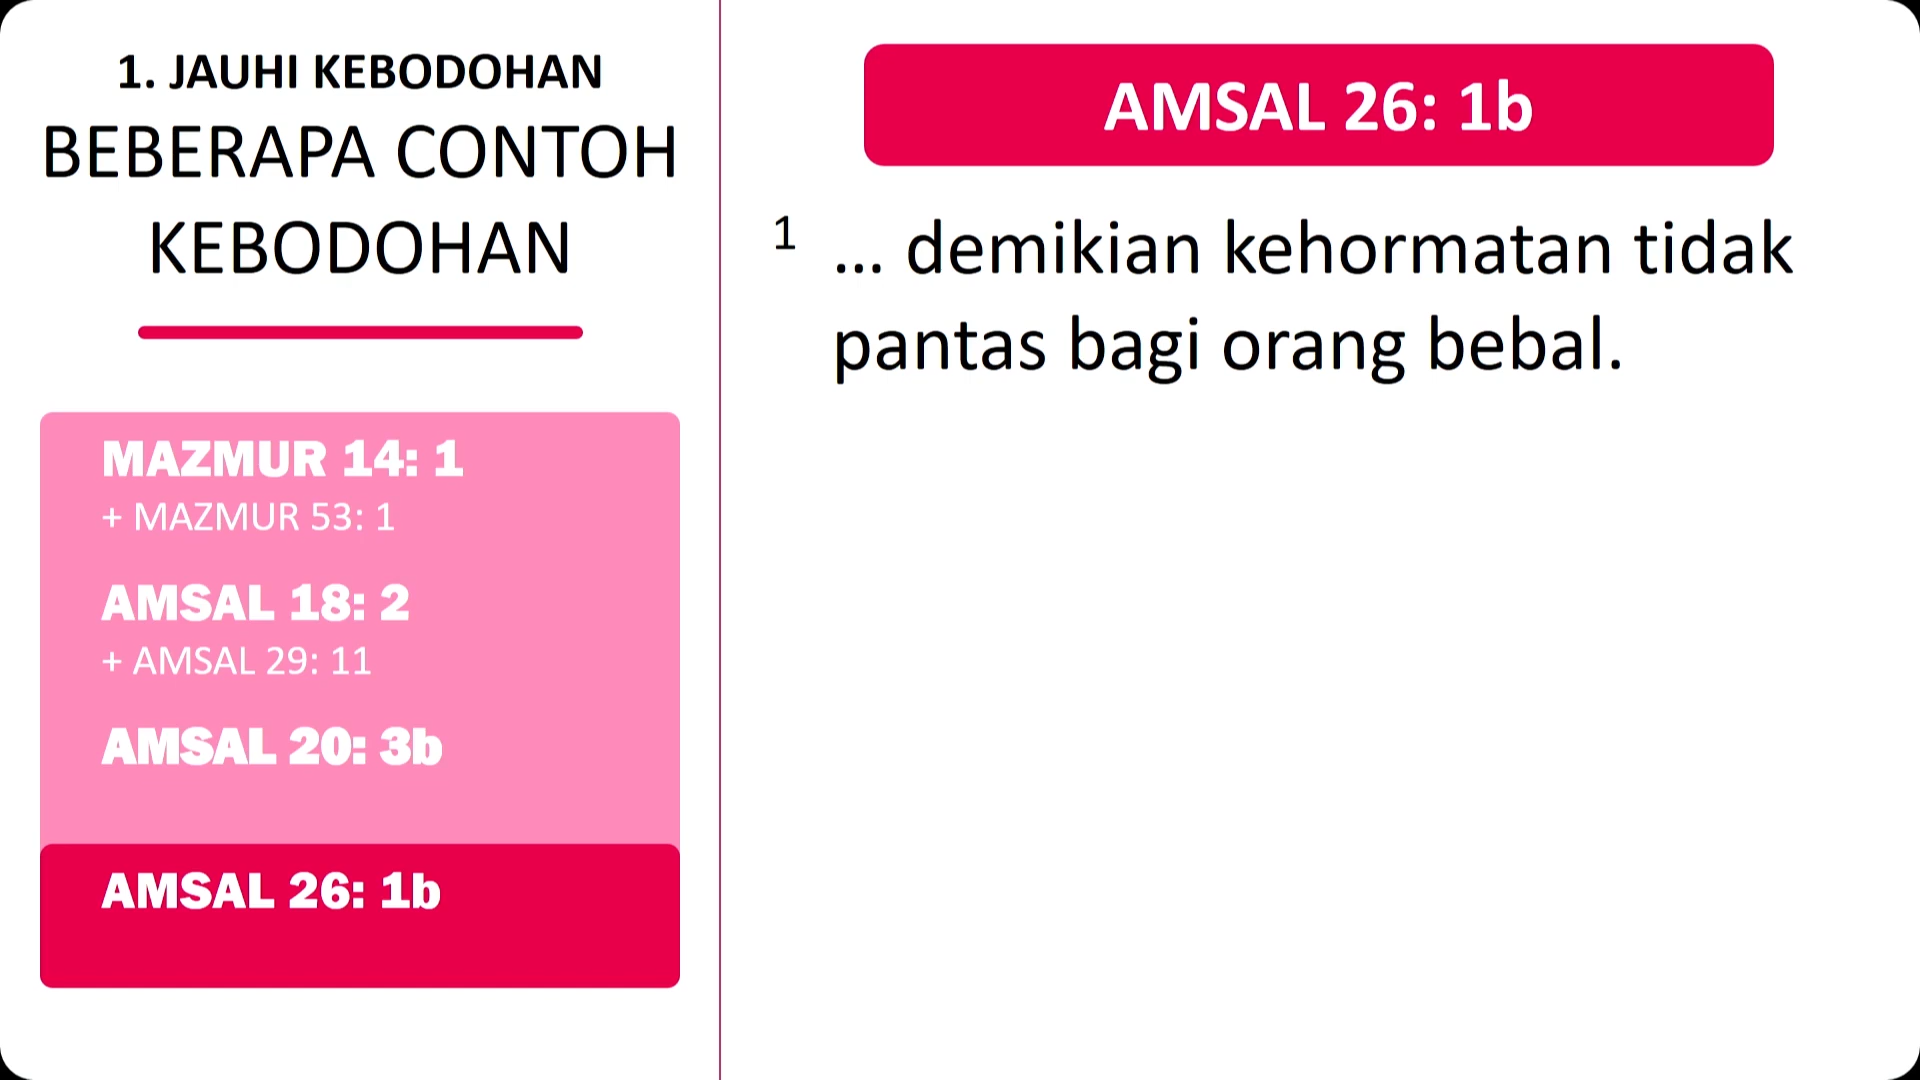 1. JAUHI KEBODOHAN
BEBERAPA CONTOH
KEBODOHAN
MAZMUR 14: 1
+ MAZMUR 53: 1
AMSAL 18: 2
+ AMSAL 29: 11
AMSAL 20: 3b
AMSAL 26: 1b
AMSAL 26: 1b
1 ... demikian kehormatan tidak
pantas bagi orang bebal.